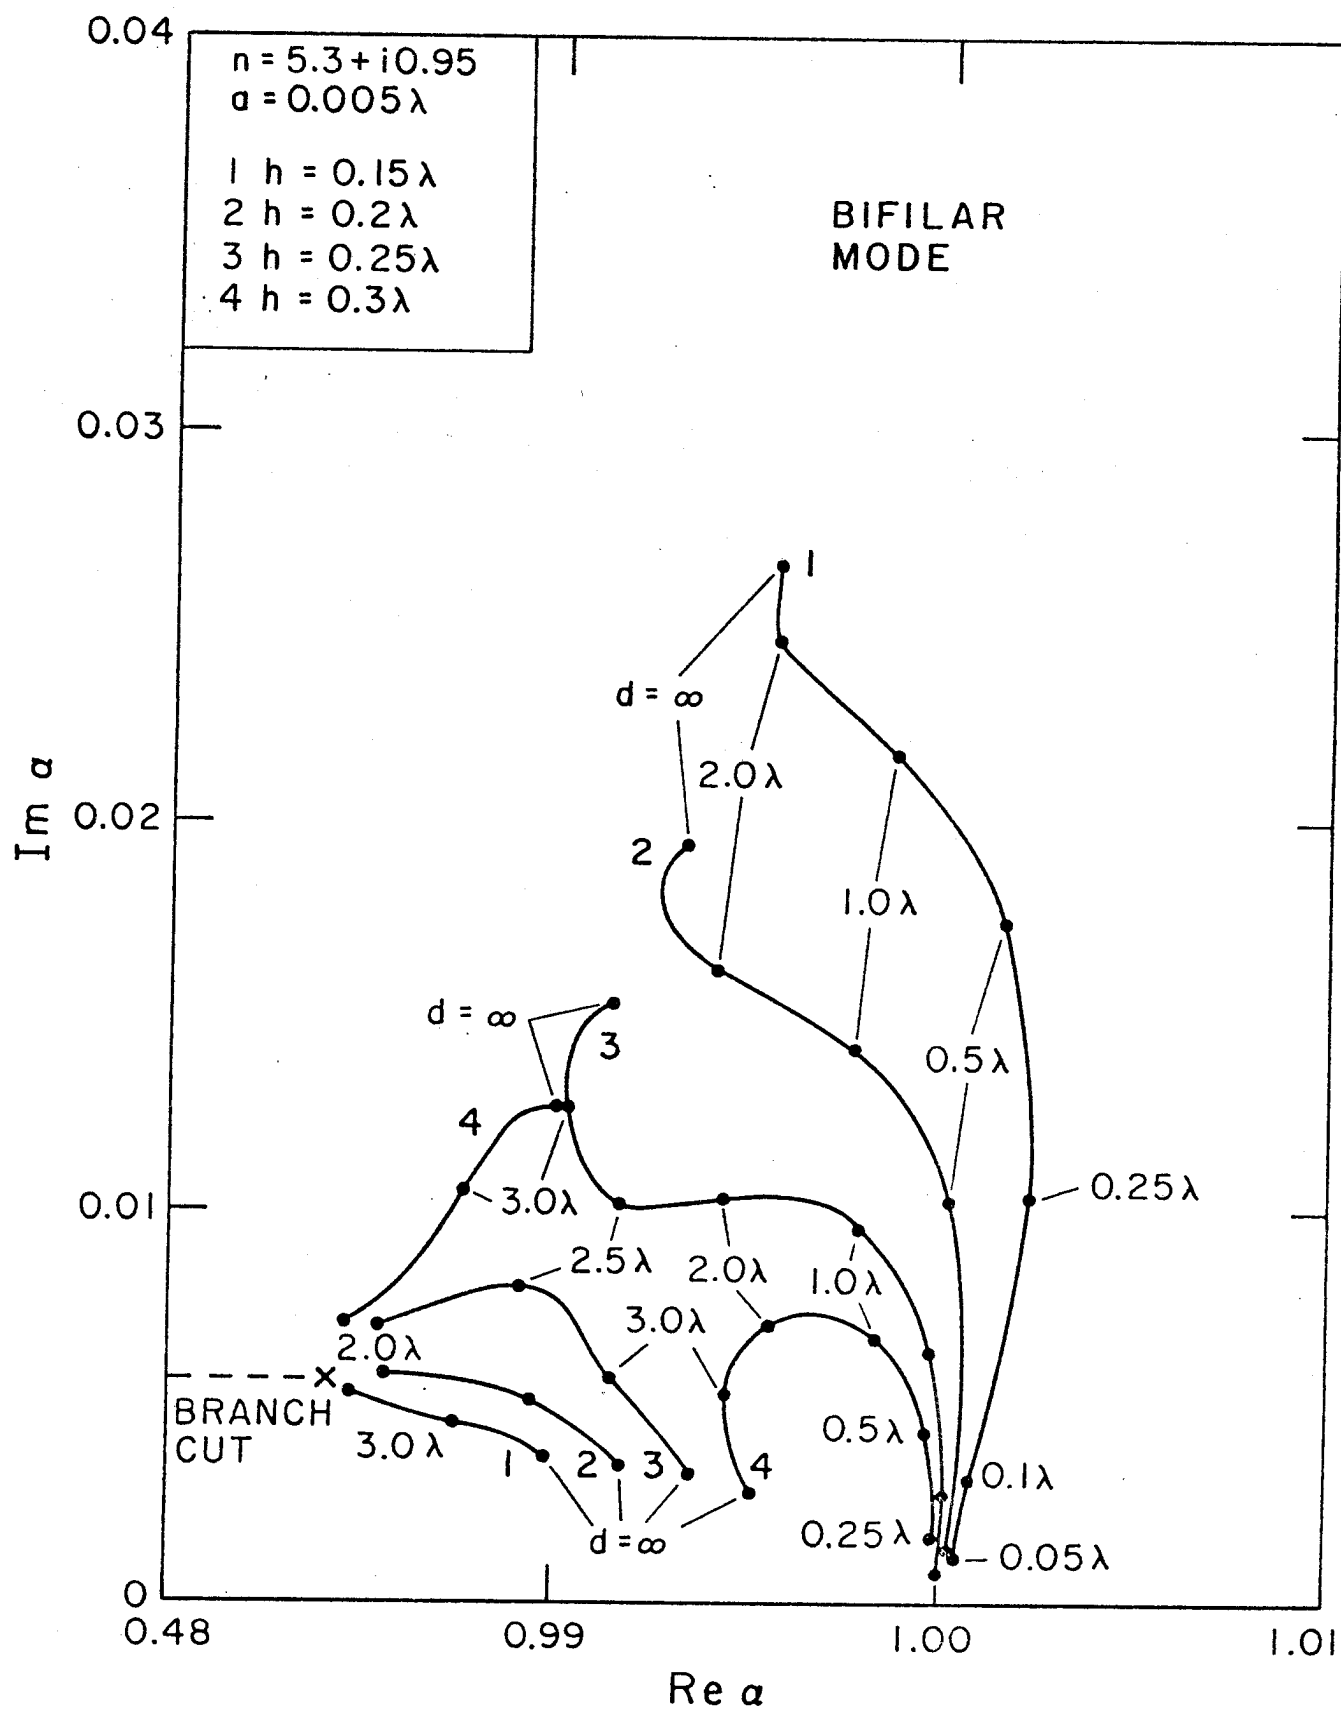 0.04
n = 5.3 + i0.95
a = 0.005λ
1 h = 0.15λ
2 h = 0.2λ
3 h = 0.25λ
4 h = 0.3λ
BIFILAR
MODE
0.03
1
d = ∞
2.0λ
Im α
0.02
2
1.0λ
d = ∞
3
0.5λ
4
3.0λ
0.25λ
0.01
2.5λ
2.0λ
1.0λ
3.0λ
2.0λ
x
BRANCH
CUT
3.0λ
1
2
3
4
0.5λ
0.1λ
d = ∞
0.25λ
0.05λ
0
0.48
0.99
1.00
1.01
Re α